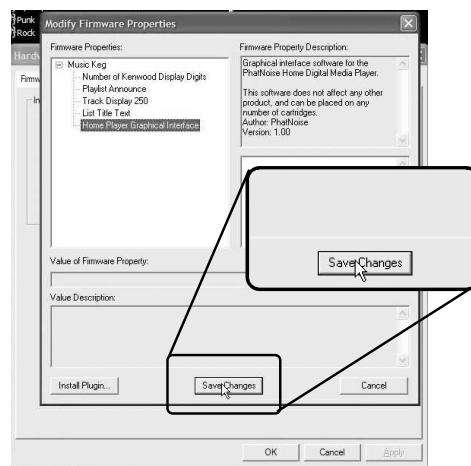 Punk
Rock
Modify Firmware Properties
Firmware Properties:
Firmware Property Description:
Music Keg
Number of Kenwood Display Digits
Playlist Announce
Track Display 250
List Title Text
Home Player Graphical Interface
Graphical interface software for the
PhatNoise Home Digital Media Player.
This software does not affect any other
product, and can be placed on any
number of cartridges.
Author: PhatNoise
Version: 1.00
Save Changes
Value of Firmware Property:
Value Description:
Install Plugin...
Save Changes
Cancel
OK
Cancel
Apply